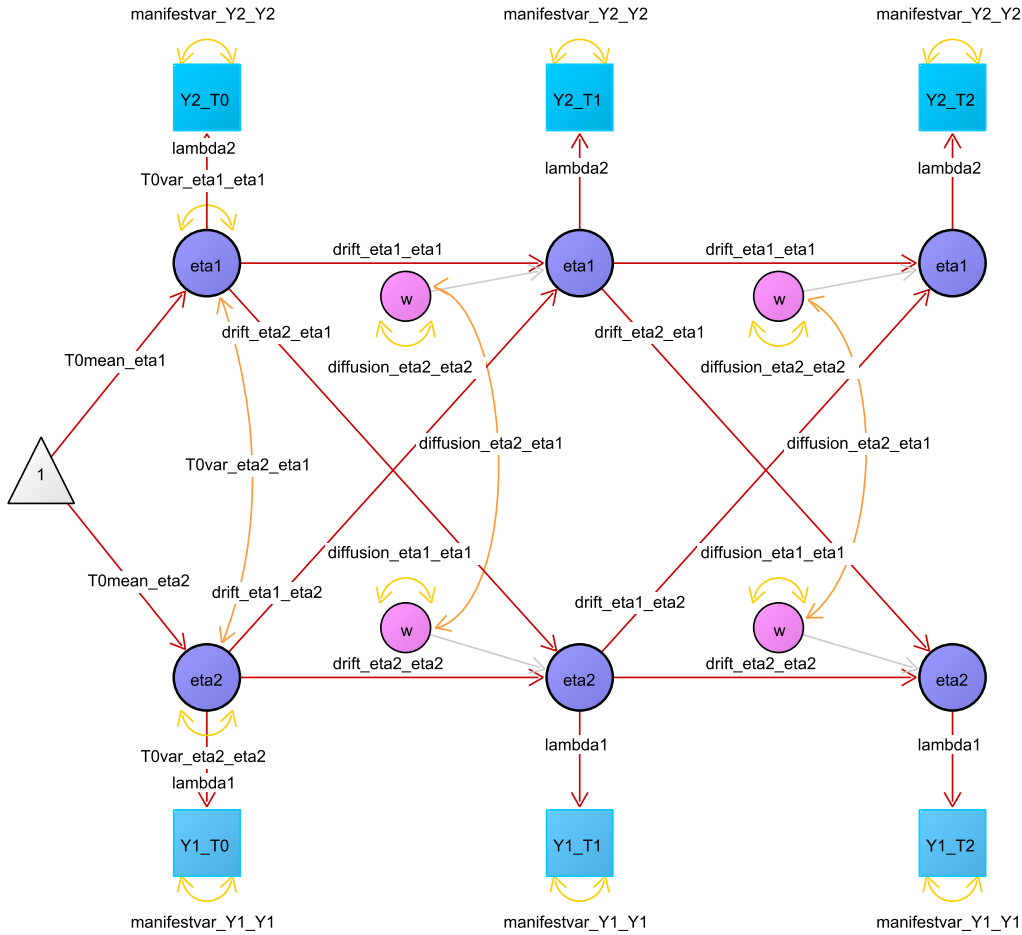 manifestvar_Y2_Y2
manifestvar_Y2_Y2
manifestvar_Y2_Y2
Y2_T0
Y2_T1
Y2_T2
lambda2
lambda2
lambda2
T0var_eta1_eta1
drift_eta1_eta1
drift_eta1_eta1
eta1
eta1
eta1
w
w
drift_eta2_eta1
drift_eta2_eta1
T0mean_eta1
diffusion_eta2_eta2
diffusion_eta2_eta2
diffusion_eta2_eta1
diffusion_eta2_eta1
T0var_eta2_eta1
1
diffusion_eta1_eta1
diffusion_eta1_eta1
T0mean_eta2
drift_eta1_eta2
drift_eta1_eta2
w
w
drift_eta2_eta2
drift_eta2_eta2
eta2
eta2
eta2
lambda1
lambda1
T0var_eta2_eta2
lambda1
Y1_T0
Y1_T1
Y1_T2
manifestvar_Y1_Y1
manifestvar_Y1_Y1
manifestvar_Y1_Y1